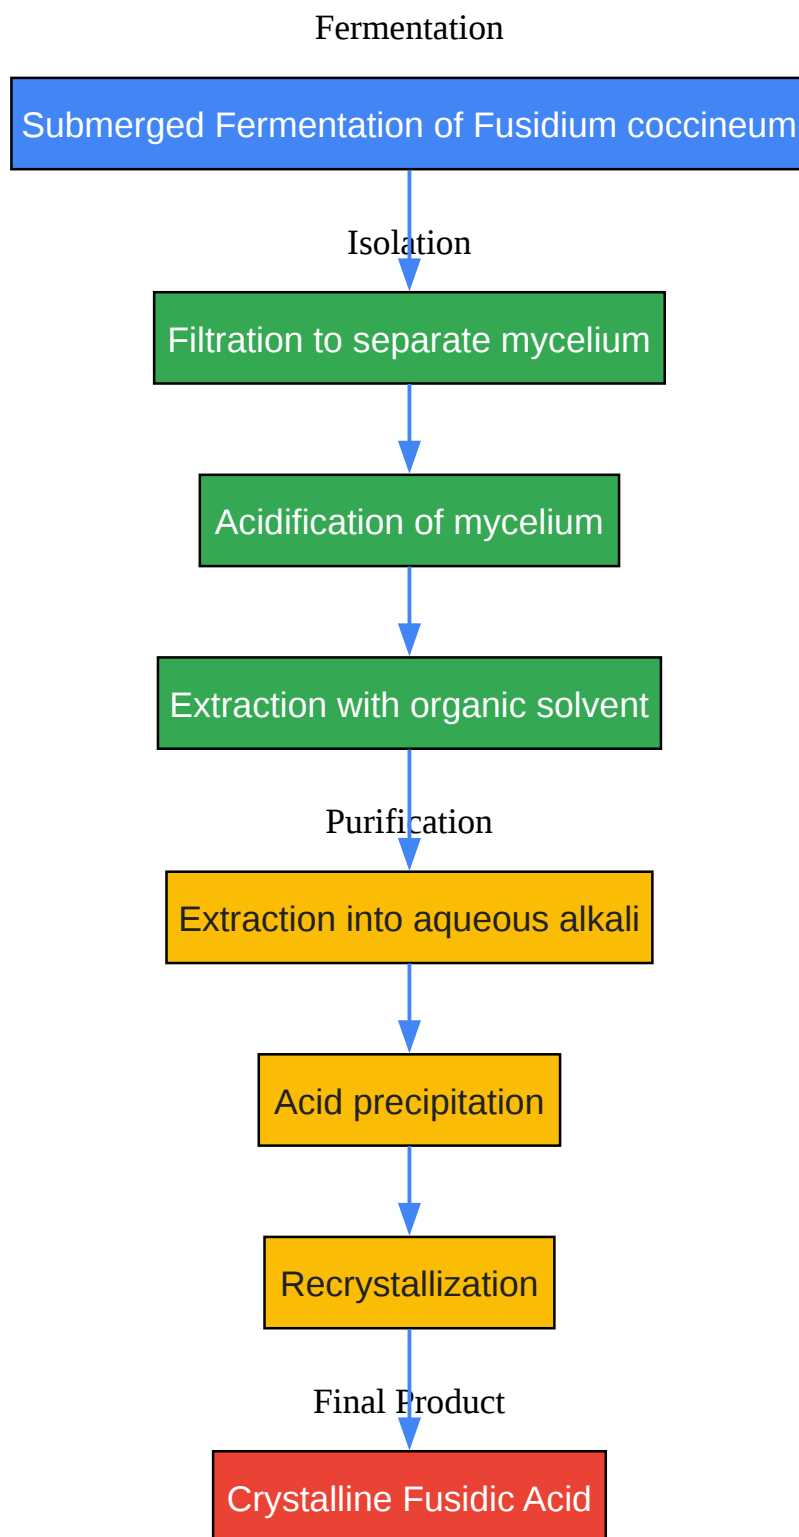 Fermentation
Submerged Fermentation of Fusidium coccineum
Isolation
Filtration to separate mycelium
Acidification of mycelium
Extraction with organic solvent
Purification
Extraction into aqueous alkali
Acid precipitation
Recrystallization
Final Product
Crystalline Fusidic Acid